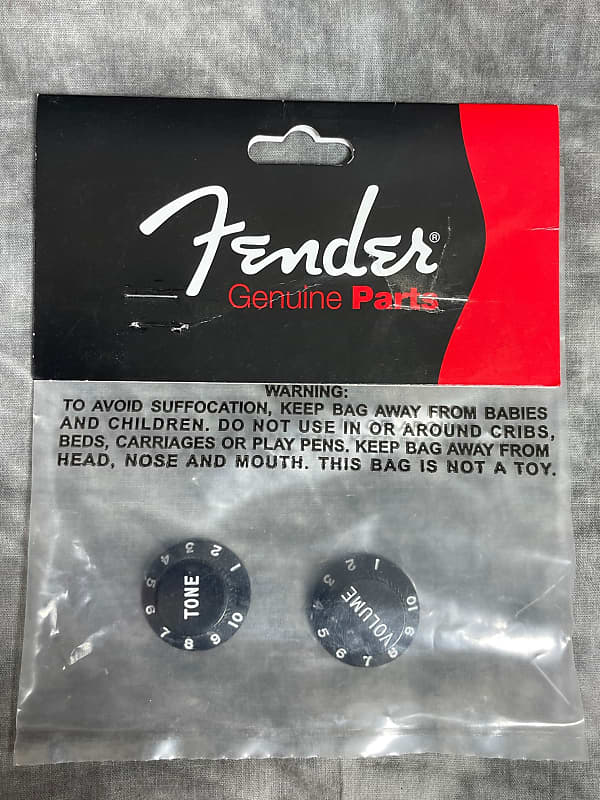 Fender®
Genuine Parts
WARNING:
TO AVOID SUFFOCATION, KEEP BAG AWAY FROM BABIES
AND CHILDREN. DO NOT USE IN OR AROUND CRIBS,
BEDS, CARRIAGES OR PLAY PENS. KEEP BAG AWAY FROM
HEAD, NOSE AND MOUTH. THIS BAG IS NOT A TOY.
TONE
1 2 3 4 5 6 7 8 9 10
VOLUME
1 2 3 4 5 6 7 8 9 10